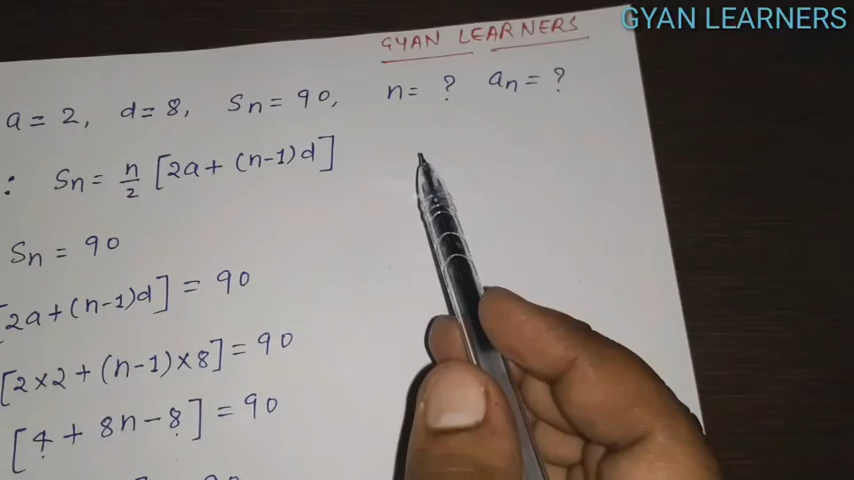 GYAN LEARNERS
GYAN LEARNERS
a = 2, d = 8, Sn = 90, n = ? an = ?
: Sn = n/2 [2a + (n-1)d]
Sn = 90
[2a + (n-1)d] = 90
[2×2 + (n-1)×8] = 90
[4 + 8n - 8] = 90